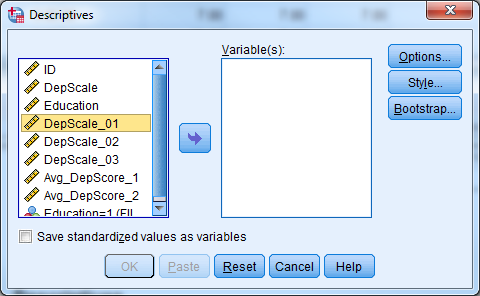 Descriptives
Variable(s):
ID
DepScale
Education
DepScale_01
DepScale_02
DepScale_03
Avg_DepScore_1
Avg_DepScore_2
Education=1 (FIL
Options...
Style...
Bootstrap...
Save standardized values as variables
OK Paste Reset Cancel Help